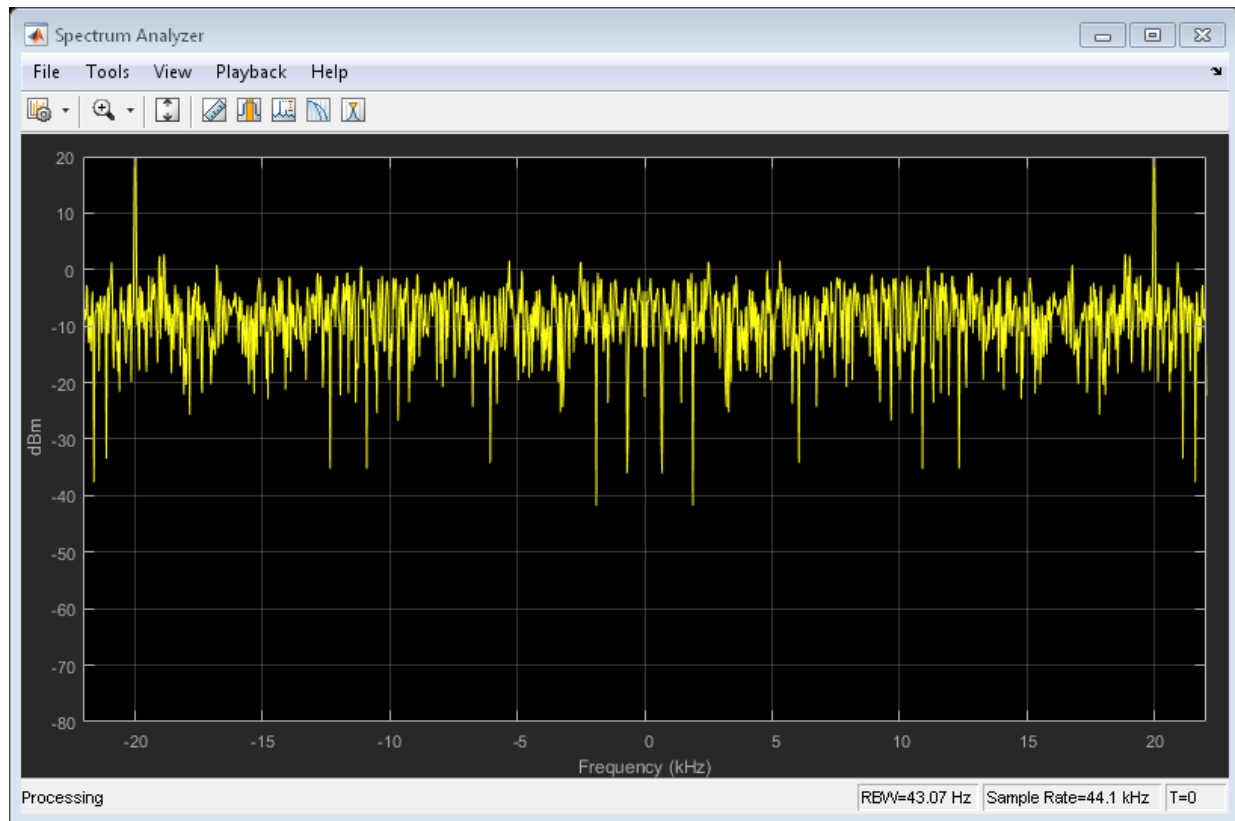 Spectrum Analyzer
File Tools View Playback Help
20
10
0
-10
-20
-30
-40
-50
-60
-70
-80
dBm
-20 -15 -10 -5 0 5 10 15 20
Frequency (kHz)
Processing RBW=43.07 Hz Sample Rate=44.1 kHz T=0